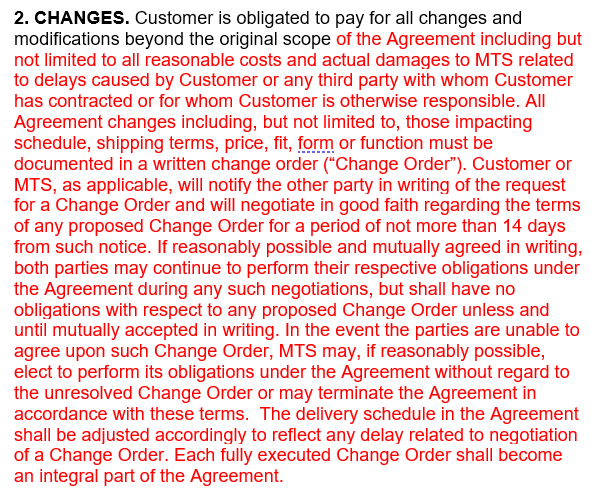 2. CHANGES. Customer is obligated to pay for all changes and
modifications beyond the original scope of the Agreement including but
not limited to all reasonable costs and actual damages to MTS related
to delays caused by Customer or any third party with whom Customer
has contracted or for whom Customer is otherwise responsible. All
Agreement changes including, but not limited to, those impacting
schedule, shipping terms, price, fit, form or function must be
documented in a written change order (“Change Order”). Customer or
MTS, as applicable, will notify the other party in writing of the request
for a Change Order and will negotiate in good faith regarding the terms
of any proposed Change Order for a period of not more than 14 days
from such notice. If reasonably possible and mutually agreed in writing,
both parties may continue to perform their respective obligations under
the Agreement during any such negotiations, but shall have no
obligations with respect to any proposed Change Order unless and
until mutually accepted in writing. In the event the parties are unable to
agree upon such Change Order, MTS may, if reasonably possible,
elect to perform its obligations under the Agreement without regard to
the unresolved Change Order or may terminate the Agreement in
accordance with these terms.  The delivery schedule in the Agreement
shall be adjusted accordingly to reflect any delay related to negotiation
of a Change Order. Each fully executed Change Order shall become
an integral part of the Agreement.